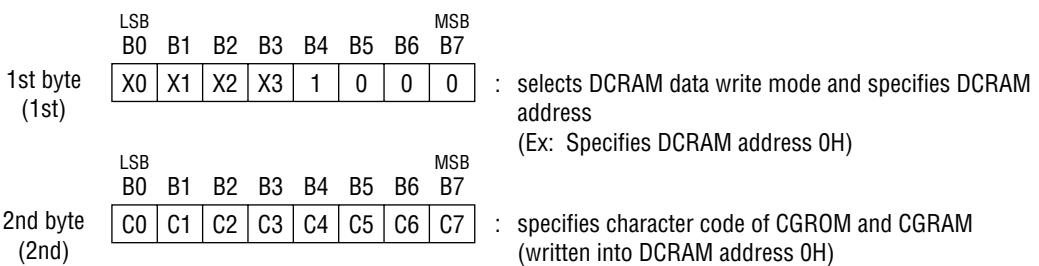 LSB MSB
B0 B1 B2 B3 B4 B5 B6 B7
1st byte X0 X1 X2 X3 1 0 0 0 : selects DCRAM data write mode and specifies DCRAM
(1st) address
(Ex: Specifies DCRAM address 0H)
LSB MSB
B0 B1 B2 B3 B4 B5 B6 B7
2nd byte C0 C1 C2 C3 C4 C5 C6 C7 : specifies character code of CGROM and CGRAM
(2nd) (written into DCRAM address 0H)